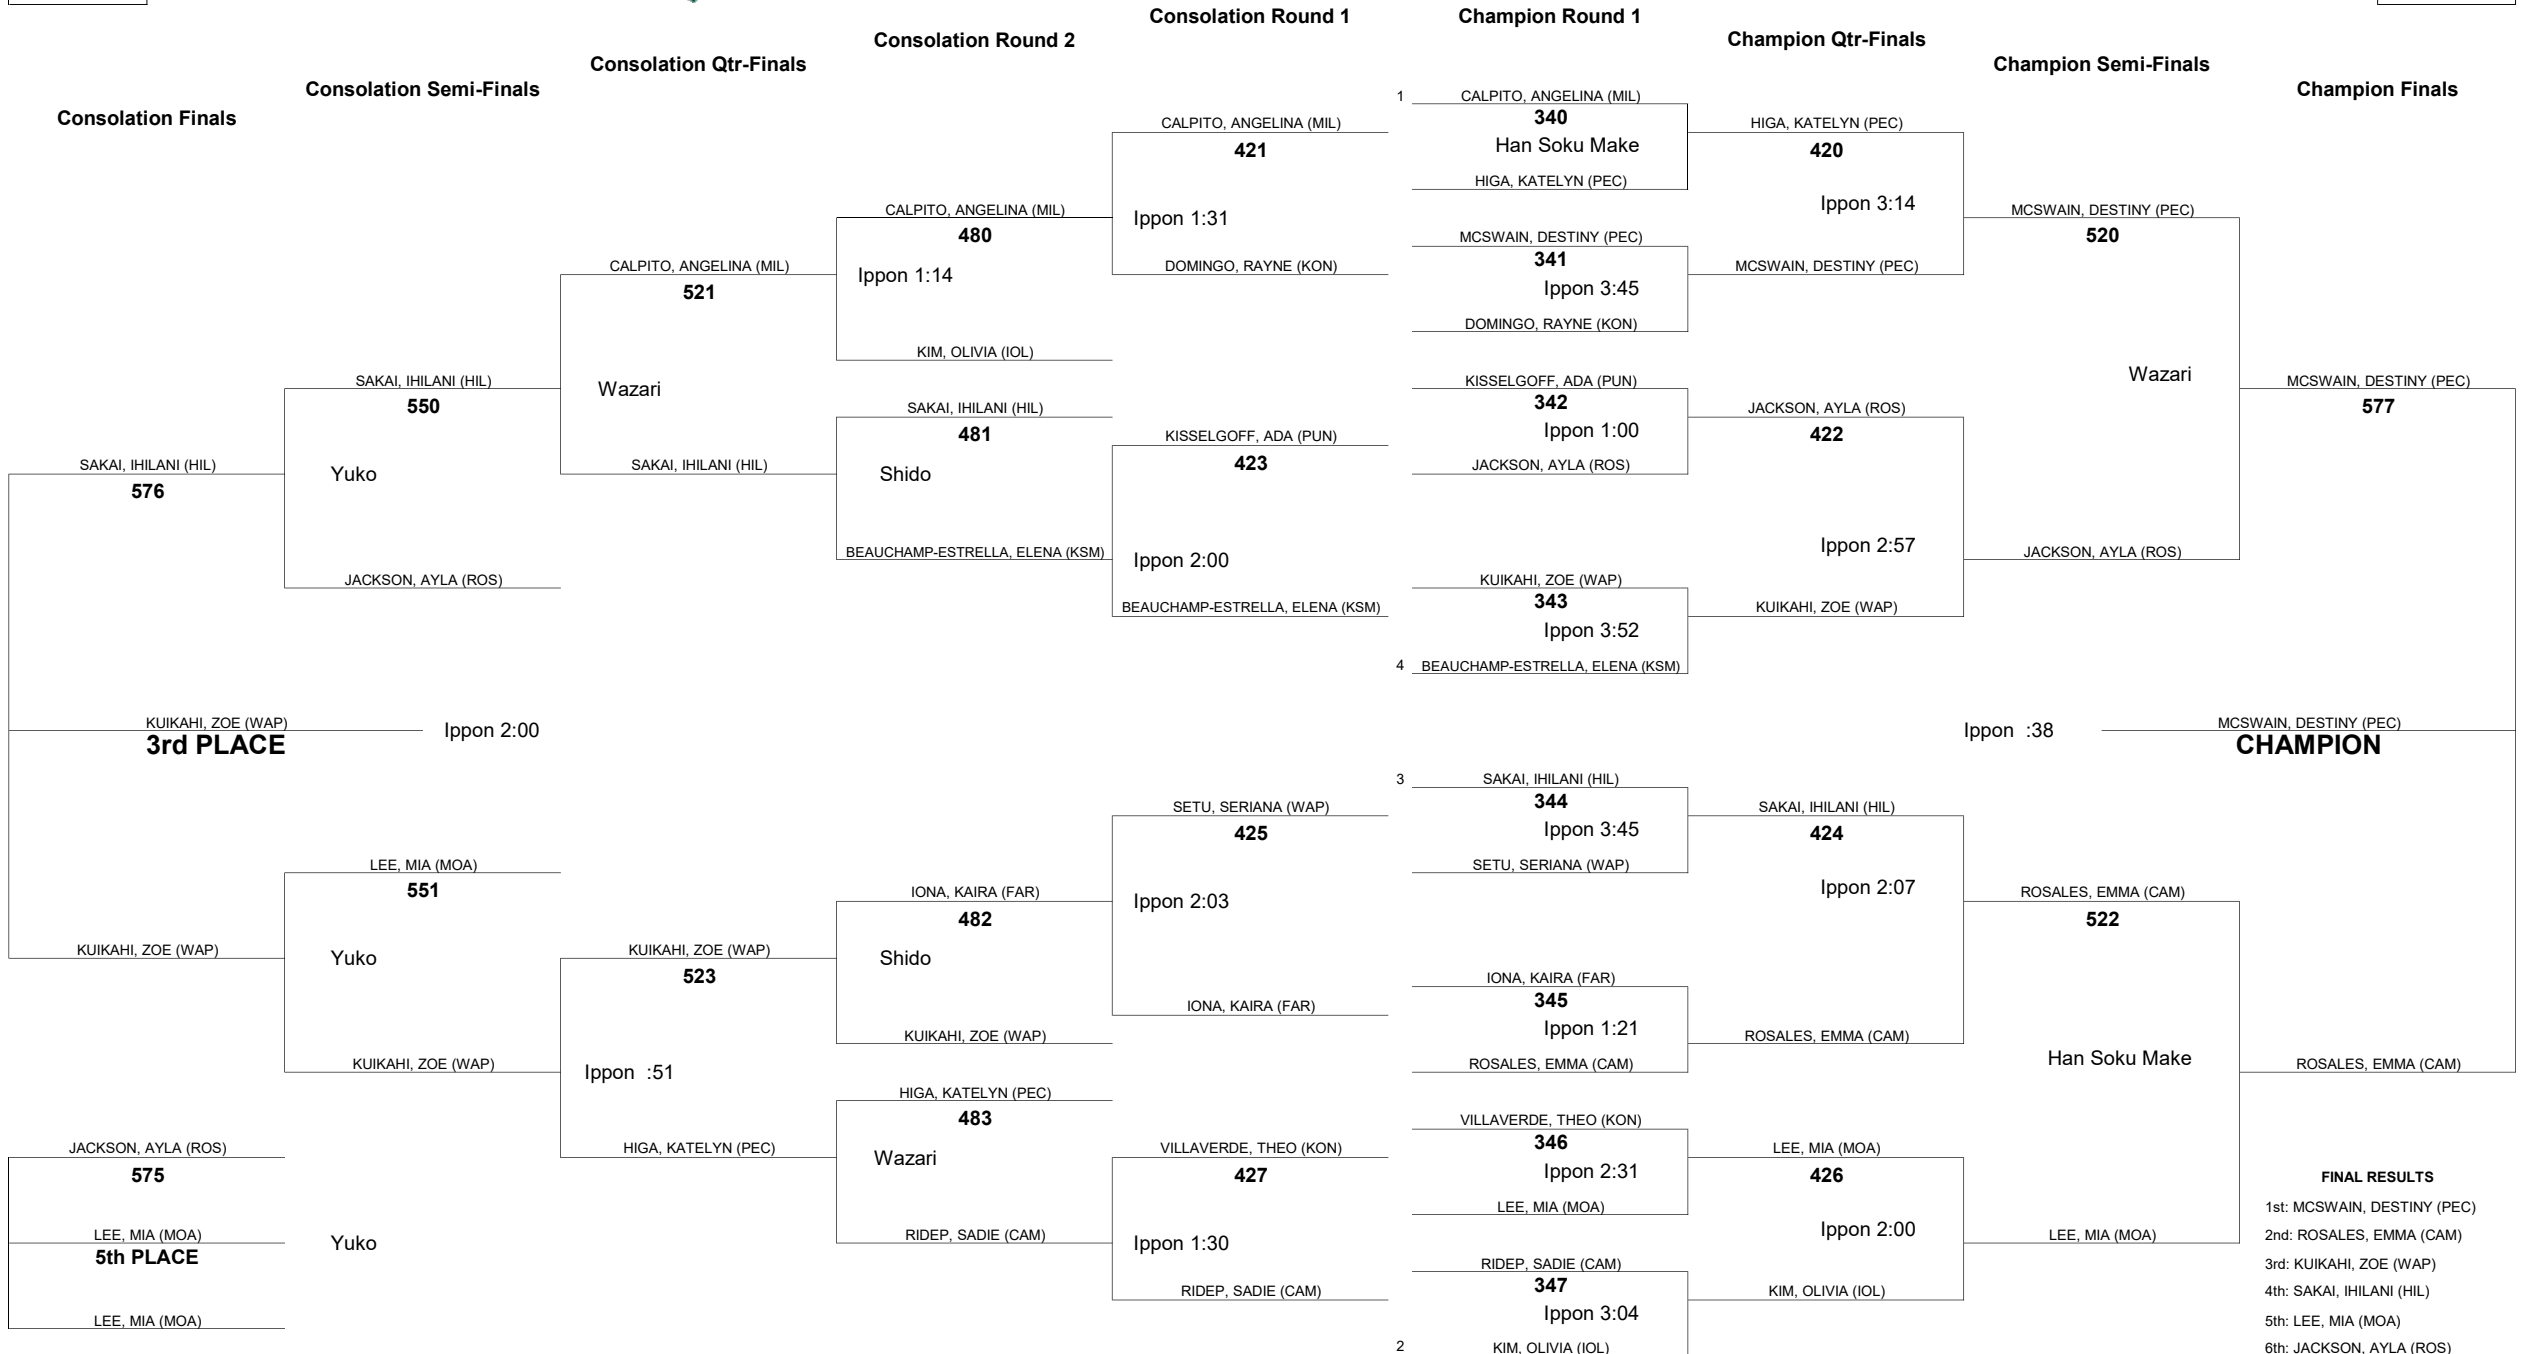 Consolation Finals
Consolation Semi-Finals
Consolation Qtr-Finals
Consolation Round 2
Consolation Round 1
Champion Round 1
Champion Qtr-Finals
Champion Semi-Finals
Champion Finals
SAKAI, IHILANI (HIL)
576
KUIKAHI, ZOE (WAP)
3rd PLACE
Ippon 2:00
KUIKAHI, ZOE (WAP)
JACKSON, AYLA (ROS)
575
LEE, MIA (MOA)
5th PLACE
Yuko
LEE, MIA (MOA)
SAKAI, IHILANI (HIL)
550
Yuko
JACKSON, AYLA (ROS)
LEE, MIA (MOA)
551
Yuko
KUIKAHI, ZOE (WAP)
CALPITO, ANGELINA (MIL)
521
Wazari
SAKAI, IHILANI (HIL)
KUIKAHI, ZOE (WAP)
523
Ippon :51
HIGA, KATELYN (PEC)
CALPITO, ANGELINA (MIL)
480
Ippon 1:14
KIM, OLIVIA (IOL)
SAKAI, IHILANI (HIL)
481
Shido
BEAUCHAMP-ESTRELLA, ELENA (KSM)
IONA, KAIRA (FAR)
482
Shido
KUIKAHI, ZOE (WAP)
HIGA, KATELYN (PEC)
483
Wazari
RIDEP, SADIE (CAM)
CALPITO, ANGELINA (MIL)
421
Ippon 1:31
DOMINGO, RAYNE (KON)
KISSELGOFF, ADA (PUN)
423
Ippon 2:00
BEAUCHAMP-ESTRELLA, ELENA (KSM)
SETU, SERIANA (WAP)
425
Ippon 2:03
IONA, KAIRA (FAR)
VILLAVERDE, THEO (KON)
427
Ippon 1:30
RIDEP, SADIE (CAM)
1 CALPITO, ANGELINA (MIL)
340
Han Soku Make
HIGA, KATELYN (PEC)
MCSWAIN, DESTINY (PEC)
341
Ippon 3:45
DOMINGO, RAYNE (KON)
KISSELGOFF, ADA (PUN)
342
Ippon 1:00
JACKSON, AYLA (ROS)
KUIKAHI, ZOE (WAP)
343
Ippon 3:52
4 BEAUCHAMP-ESTRELLA, ELENA (KSM)
3 SAKAI, IHILANI (HIL)
344
Ippon 3:45
SETU, SERIANA (WAP)
IONA, KAIRA (FAR)
345
Ippon 1:21
ROSALES, EMMA (CAM)
VILLAVERDE, THEO (KON)
346
Ippon 2:31
LEE, MIA (MOA)
RIDEP, SADIE (CAM)
347
Ippon 3:04
2 KIM, OLIVIA (IOL)
HIGA, KATELYN (PEC)
420
Ippon 3:14
MCSWAIN, DESTINY (PEC)
JACKSON, AYLA (ROS)
422
Ippon 2:57
KUIKAHI, ZOE (WAP)
SAKAI, IHILANI (HIL)
424
Ippon 2:07
ROSALES, EMMA (CAM)
LEE, MIA (MOA)
426
Ippon 2:00
KIM, OLIVIA (IOL)
MCSWAIN, DESTINY (PEC)
520
Wazari
JACKSON, AYLA (ROS)
ROSALES, EMMA (CAM)
522
Han Soku Make
LEE, MIA (MOA)
MCSWAIN, DESTINY (PEC)
577
Ippon :38
MCSWAIN, DESTINY (PEC)
CHAMPION
ROSALES, EMMA (CAM)
FINAL RESULTS
1st: MCSWAIN, DESTINY (PEC)
2nd: ROSALES, EMMA (CAM)
3rd: KUIKAHI, ZOE (WAP)
4th: SAKAI, IHILANI (HIL)
5th: LEE, MIA (MOA)
6th: JACKSON, AYLA (ROS)